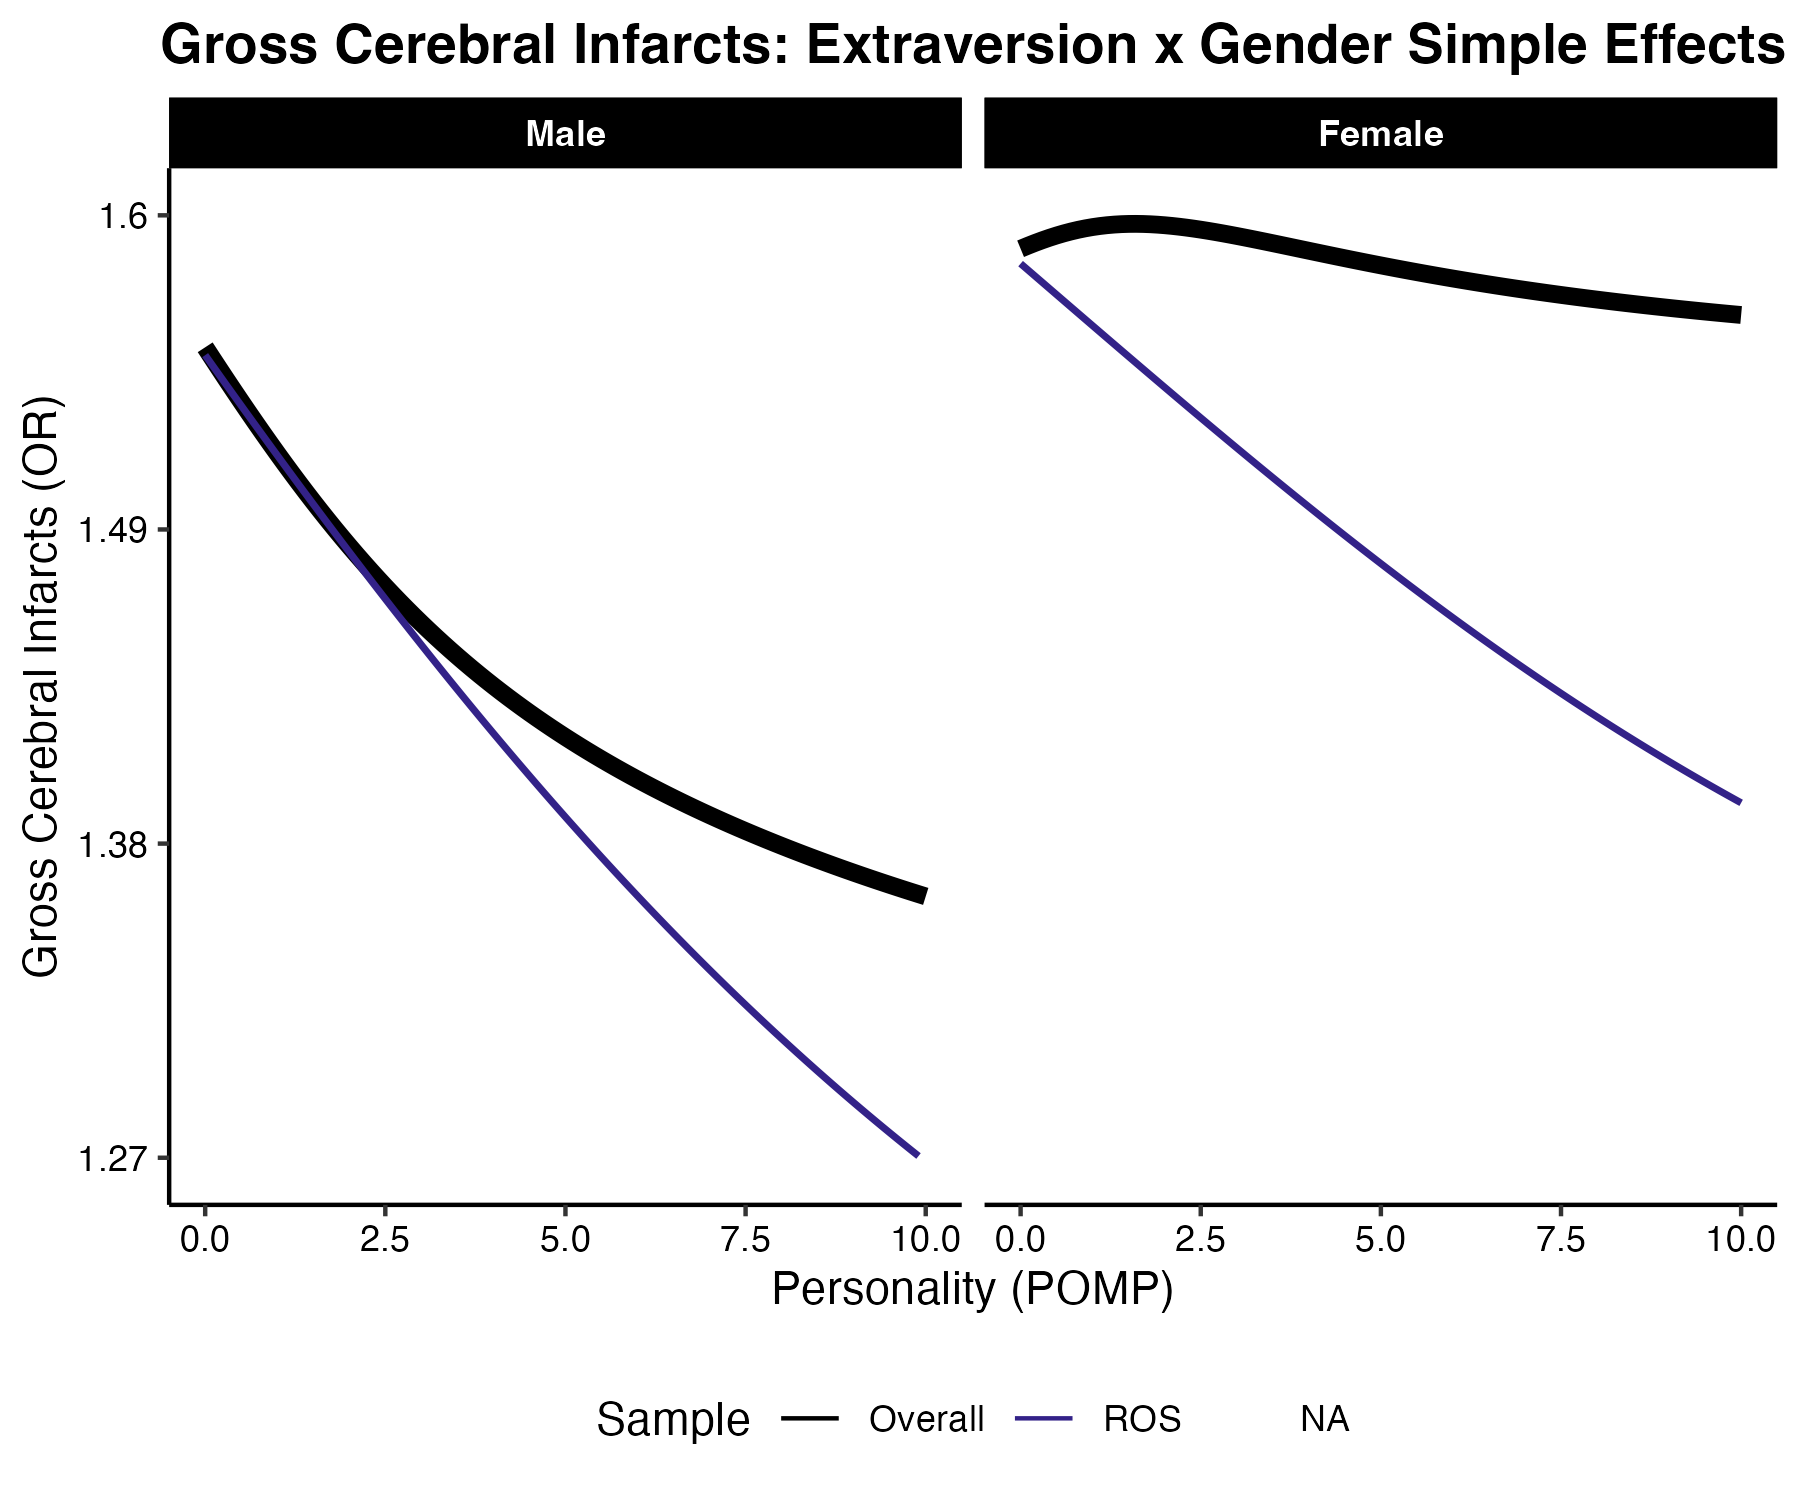 Gross Cerebral Infarcts: Extraversion x Gender Simple Effects
Male
Female
Gross Cerebral Infarcts (OR)
1.6
1.49
1.38
1.27
0.0 2.5 5.0 7.5 10.0
0.0 2.5 5.0 7.5 10.0
Personality (POMP)
Sample Overall ROS NA